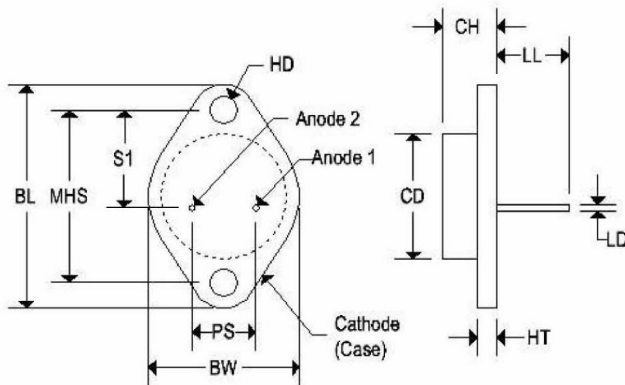 CH
LL
HD
Anode 2
Anode 1
S1
BL
MHS
CD
LD
PS
Cathode
(Case)
HT
BW